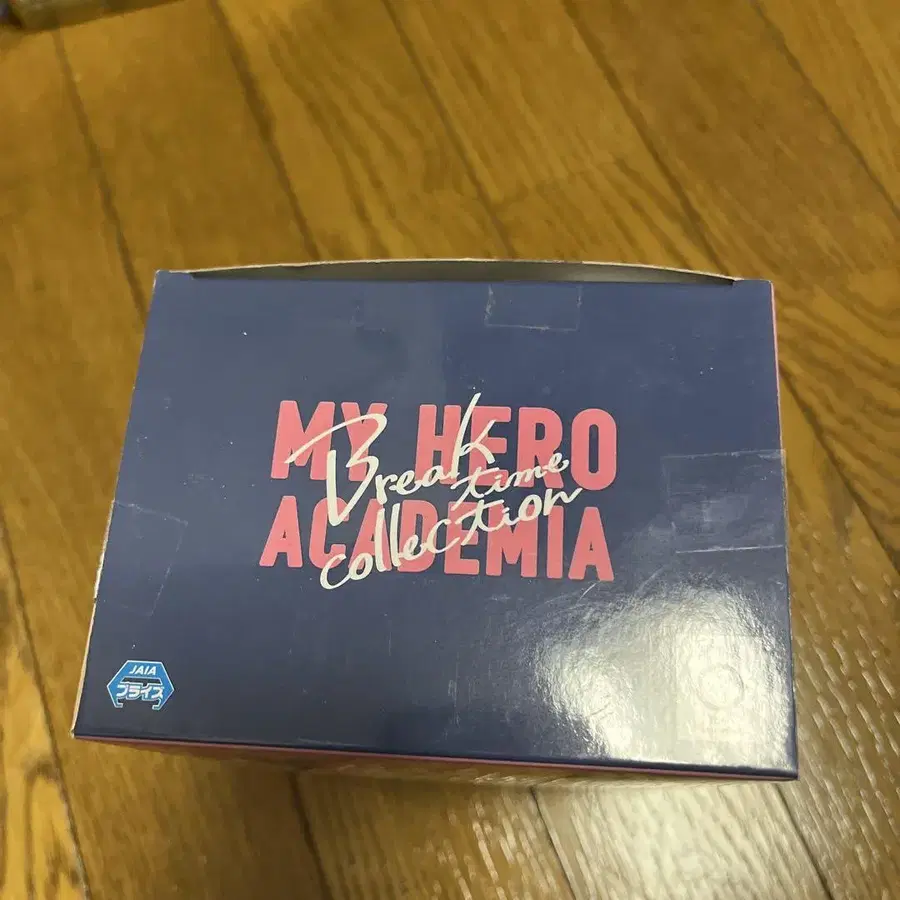 MY HERO
Break
time
collection
ACADEMIA
JAIA
プライズ